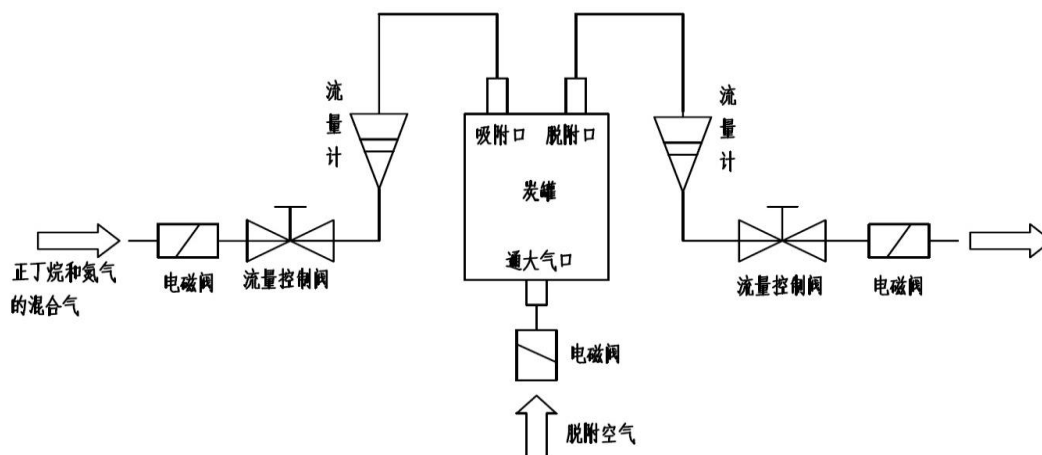 流量计
流量计
吸附口
脱附口
炭罐
通大气口
正丁烷和氮气
的混合气
电磁阀
流量控制阀
流量控制阀
电磁阀
电磁阀
脱附空气